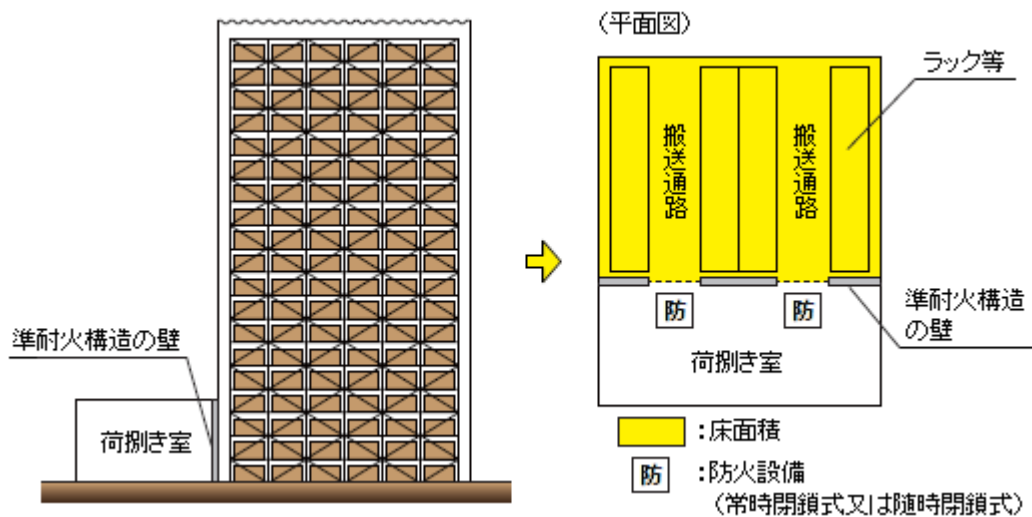 準耐火構造の壁
荷捌き室
(平面図)
ラック等
搬送通路
搬送通路
防
防
準耐火構造
の壁
荷捌き室
:床面積
防 :防火設備
(常時閉鎖式又は随時閉鎖式)